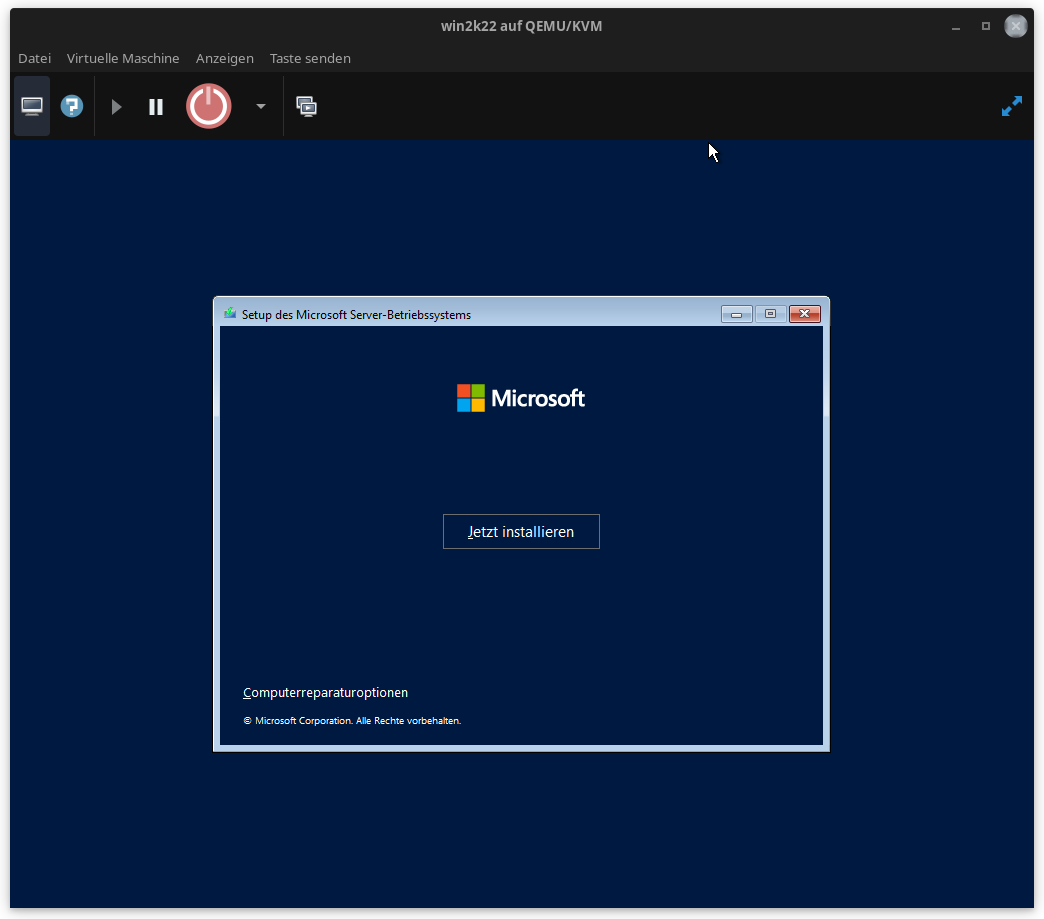 win2k22 auf QEMU/KVM
Datei Virtuelle Maschine Anzeigen Taste senden
Setup des Microsoft Server-Betriebssystems
Microsoft
Jetzt installieren
Computerreparaturoptionen
© Microsoft Corporation. Alle Rechte vorbehalten.